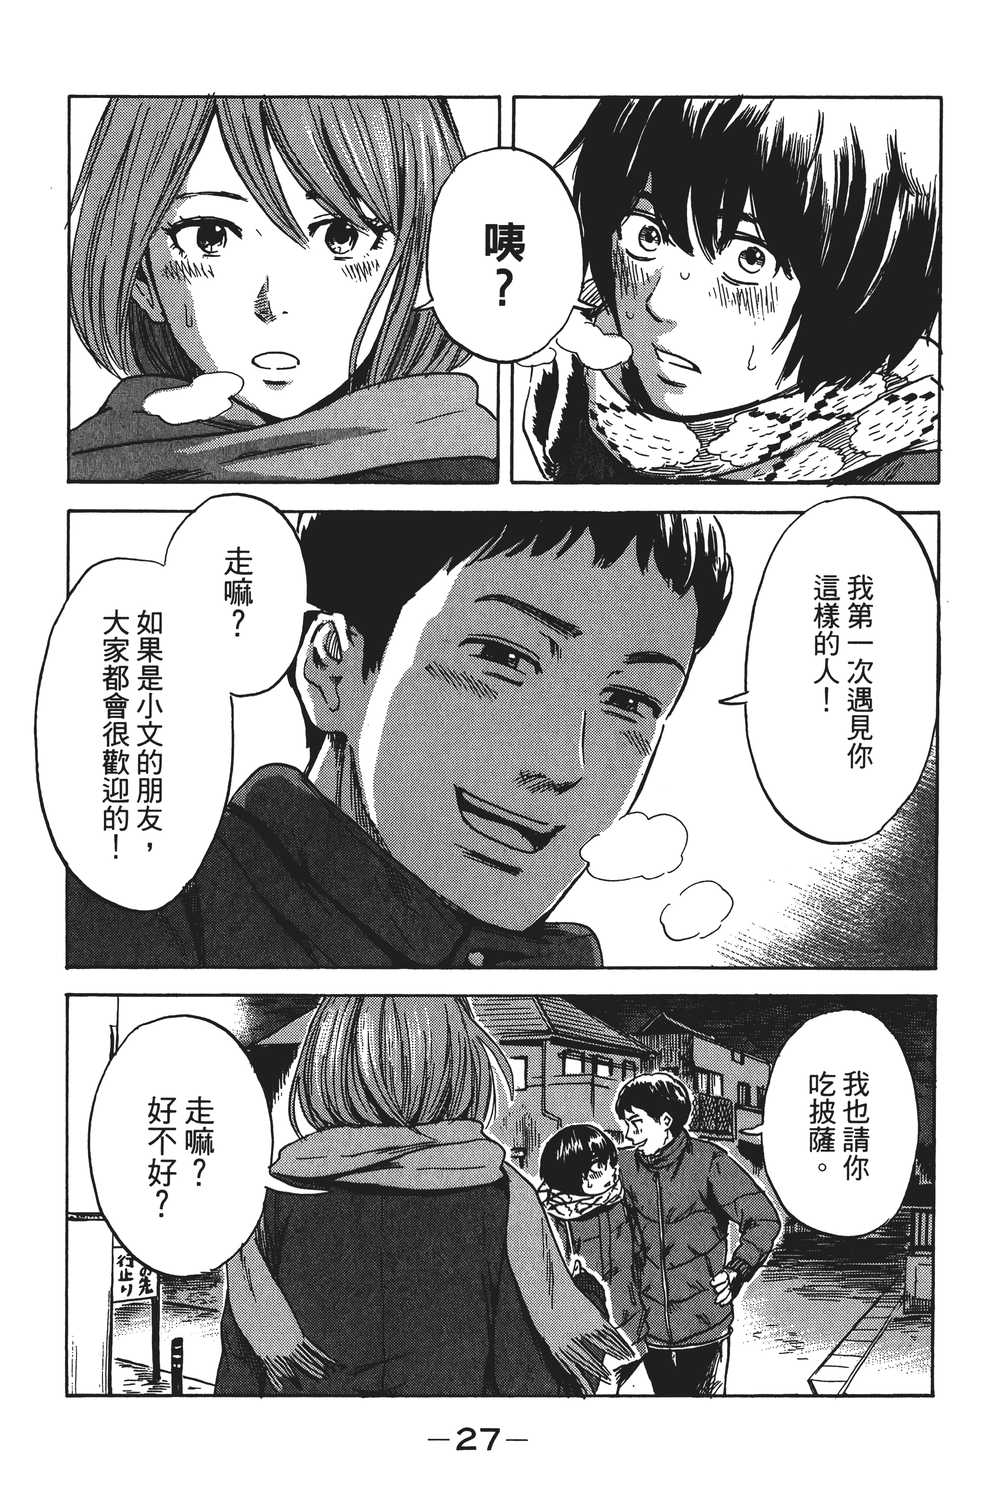 咦？
我第一次遇見你
這樣的人！
走嘛？
如果是小文的朋友，
大家都會很歡迎的！
我也請你
吃披薩。
走嘛？
好不好？
の先
行止り
—27—